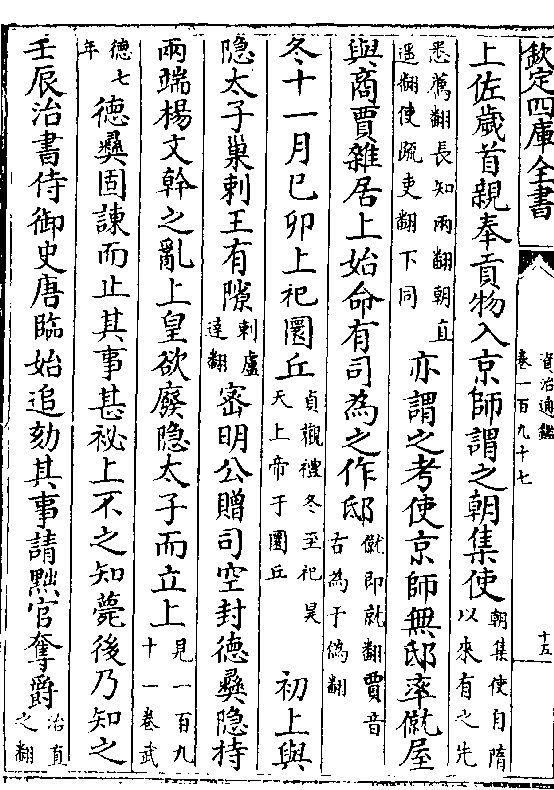 欽定四庫全書
資治通鑑
卷一百九十七
十五
上佐歲首親奉貢物入京師謂之朝集使朝集使自隋以來有之先
悉薦翻長知兩翻朝直遥翻使疏吏翻下同亦謂之考使京師無邸率僦屋
與商賈雜居上始命有司為之作邸僦即就翻賈音古為于偽翻
冬十一月己卯上祀圜丘貞觀禮冬至祀昊天上帝于圜丘初上與
隐太子巢剌王有隙剌盧達翻密明公贈司空封德彝隐持
兩端楊文幹之亂上皇欲廢隐太子而立上見一百九十一卷武
德七年德彝固諫而止其事甚祕上不之知薨後乃知之
壬辰治書侍御史唐臨始追劾其事請黜官奪爵治直之翻